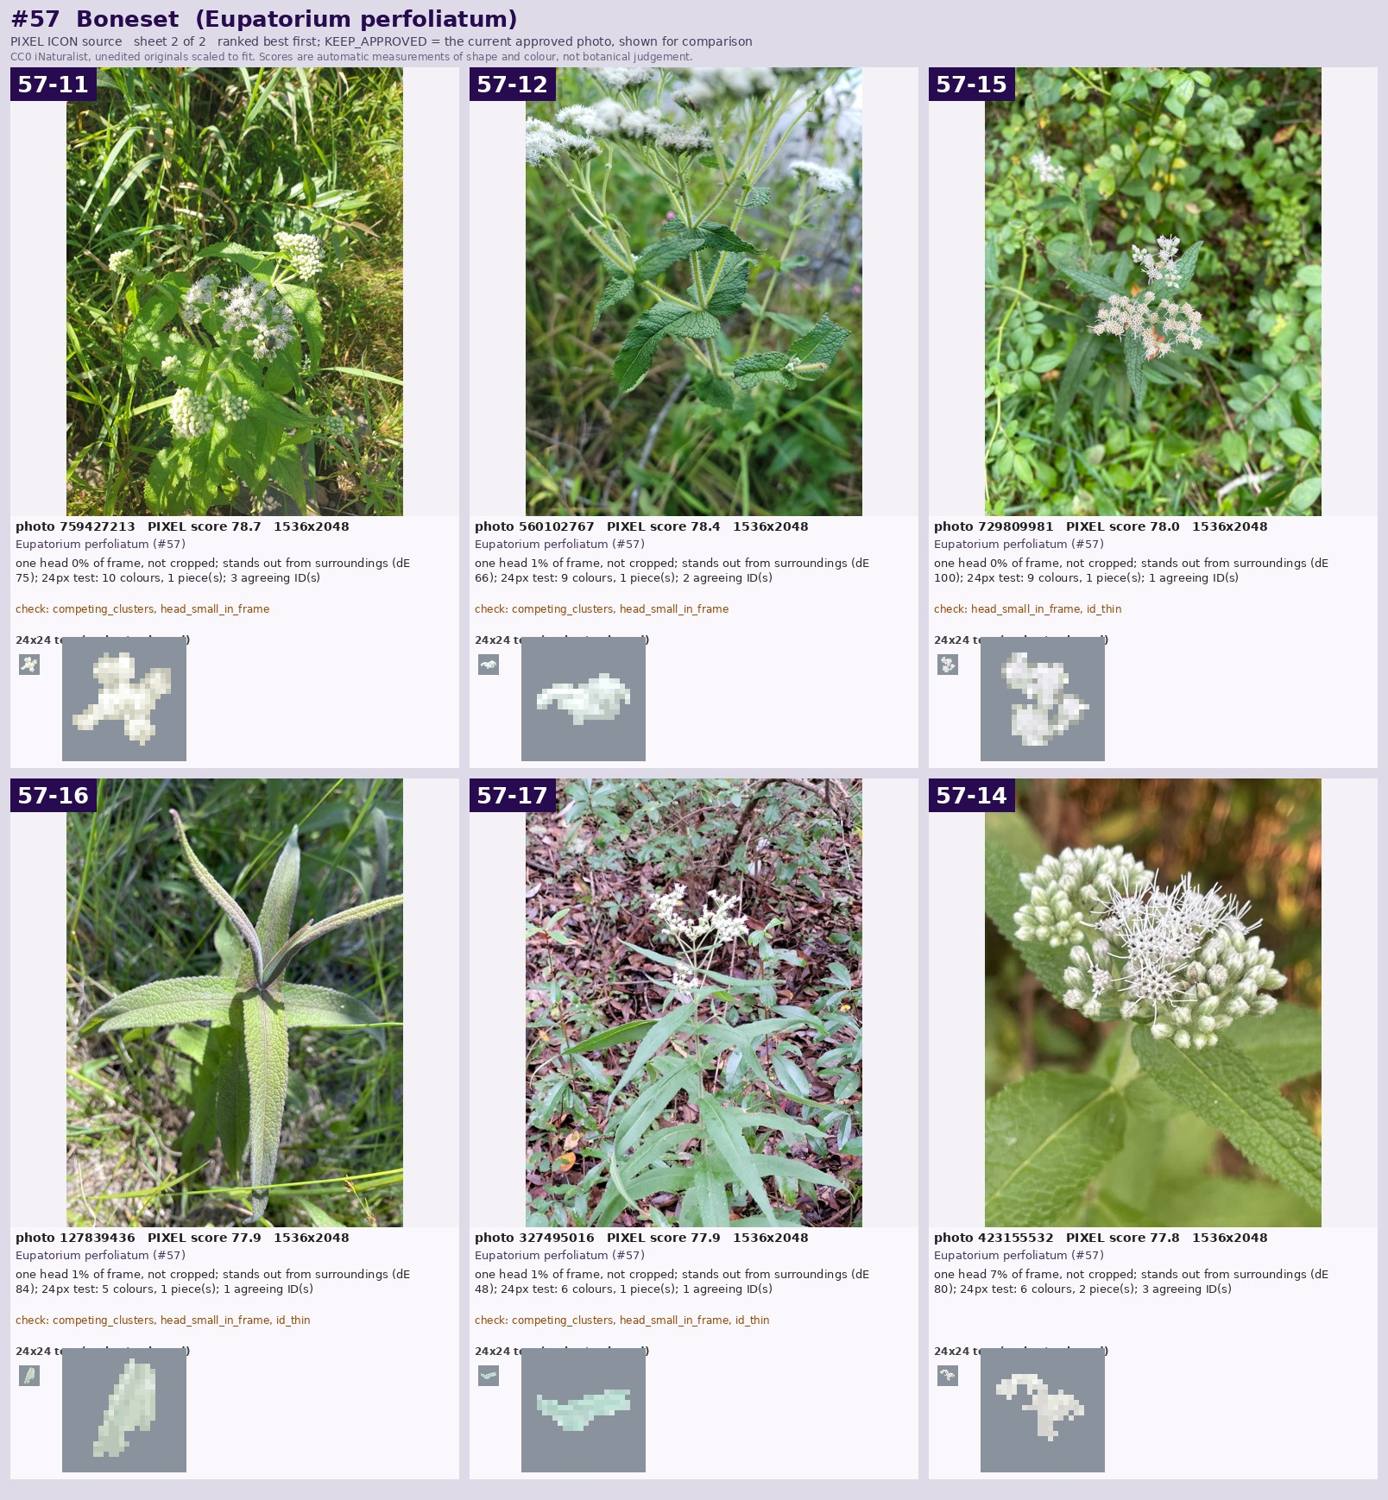 #57 Boneset (Eupatorium perfoliatum)
PIXEL ICON source sheet 2 of 2 ranked best first; KEEP_APPROVED = the current approved photo, shown for comparison
CC0 iNaturalist, unedited originals scaled to fit. Scores are automatic measurements of shape and colour, not botanical judgement.
57-11
57-12
57-15
photo 759427213 PIXEL score 78.7 1536x2048
Eupatorium perfoliatum (#57)
one head 0% of frame, not cropped; stands out from surroundings (dE
75); 24px test: 10 colours, 1 piece(s); 3 agreeing ID(s)
check: competing_clusters, head_small_in_frame
24x24
photo 560102767 PIXEL score 78.4 1536x2048
Eupatorium perfoliatum (#57)
one head 1% of frame, not cropped; stands out from surroundings (dE
66); 24px test: 9 colours, 1 piece(s); 2 agreeing ID(s)
check: competing_clusters, head_small_in_frame
24x24
photo 729809981 PIXEL score 78.0 1536x2048
Eupatorium perfoliatum (#57)
one head 0% of frame, not cropped; stands out from surroundings (dE
100); 24px test: 9 colours, 1 piece(s); 1 agreeing ID(s)
check: head_small_in_frame, id_thin
24x24
57-16
57-17
57-14
photo 127839436 PIXEL score 77.9 1536x2048
Eupatorium perfoliatum (#57)
one head 1% of frame, not cropped; stands out from surroundings (dE
84); 24px test: 5 colours, 1 piece(s); 1 agreeing ID(s)
check: competing_clusters, head_small_in_frame, id_thin
24x24
photo 327495016 PIXEL score 77.9 1536x2048
Eupatorium perfoliatum (#57)
one head 1% of frame, not cropped; stands out from surroundings (dE
48); 24px test: 6 colours, 1 piece(s); 1 agreeing ID(s)
check: competing_clusters, head_small_in_frame, id_thin
24x24
photo 423155532 PIXEL score 77.8 1536x2048
Eupatorium perfoliatum (#57)
one head 7% of frame, not cropped; stands out from surroundings (dE
80); 24px test: 6 colours, 2 piece(s); 3 agreeing ID(s)
24x24